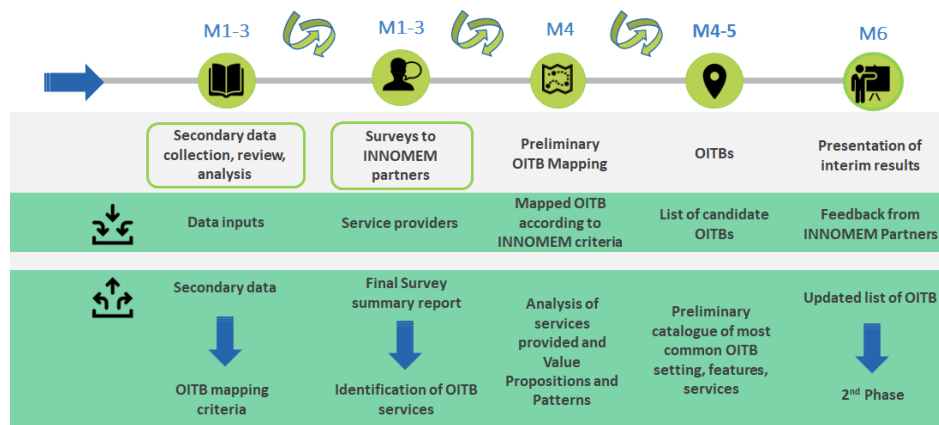 M1-3
M1-3
M4
M4-5
M6
Secondary data
collection, review,
analysis
Surveys to
INNOMEM
partners
Preliminary
OITB Mapping
OITBs
Presentation of
interim results
Data inputs
Service providers
Mapped OITB
according to
INNOMEM criteria
List of candidate
OITBs
Feedback from
INNOMEM Partners
Secondary data
OITB mapping
criteria
Final Survey
summary report
Identification of OITB
services
Analysis of
services
provided and
Value
Propositions and
Patterns
Preliminary
catalogue of most
common OITB
setting, features,
services
Updated list of OITB
2nd Phase